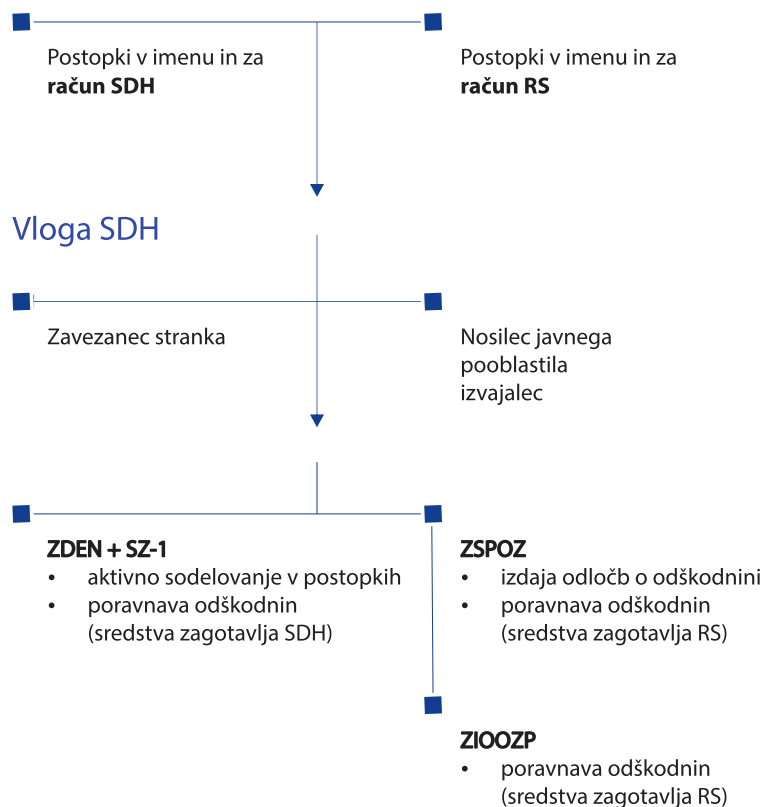 Postopki v imenu in za
račun SDH
Postopki v imenu in za
račun RS
Vloga SDH
Zavezanec stranka
Nosilec javnega
pooblastila
izvajalec
ZDEN + SZ-1
• aktivno sodelovanje v postopkih
• poravnava odškodnin
(sredstva zagotavlja SDH)
ZSPOZ
• izdaja odločb o odškodnini
• poravnava odškodnin
(sredstva zagotavlja RS)
ZIOOZP
• poravnava odškodnin
(sredstva zagotavlja RS)